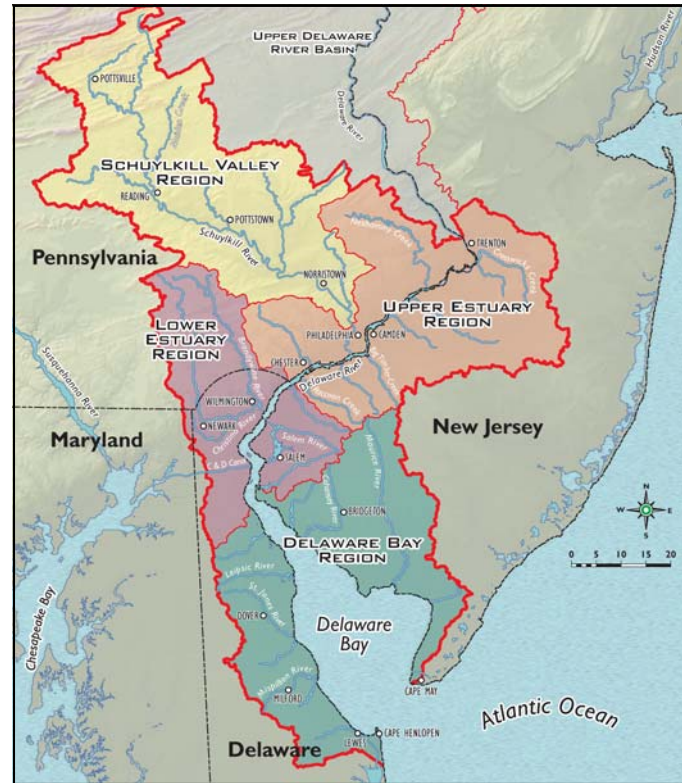 UPPER DELAWARE
RIVER BASIN
Hudson River
POTTSVILLE
Delaware River
SCHUYLKILL VALLEY
REGION
READING
POTTSTOWN
Schuylkill River
TRENTON
Pennsylvania
NORRISTOWN
UPPER ESTUARY
REGION
LOWER
ESTUARY
REGION
PHILADELPHIA
CAMDEN
CHESTER
Delaware River
Susquehanna River
WILMINGTON
NEWARK
Christina River
Salem River
Maryland
New Jersey
SALEM
C & D Canal
Maurice River
BRIDGETON
DELAWARE BAY
REGION
N
W
E
S
0 5 10 15 20
Leipsic River
St. Jones River
DOVER
Delaware
Bay
Chesapeake Bay
Mispillion River
MILFORD
CAPE MAY
Atlantic Ocean
Delaware
LEWES
CAPE HENLOPEN